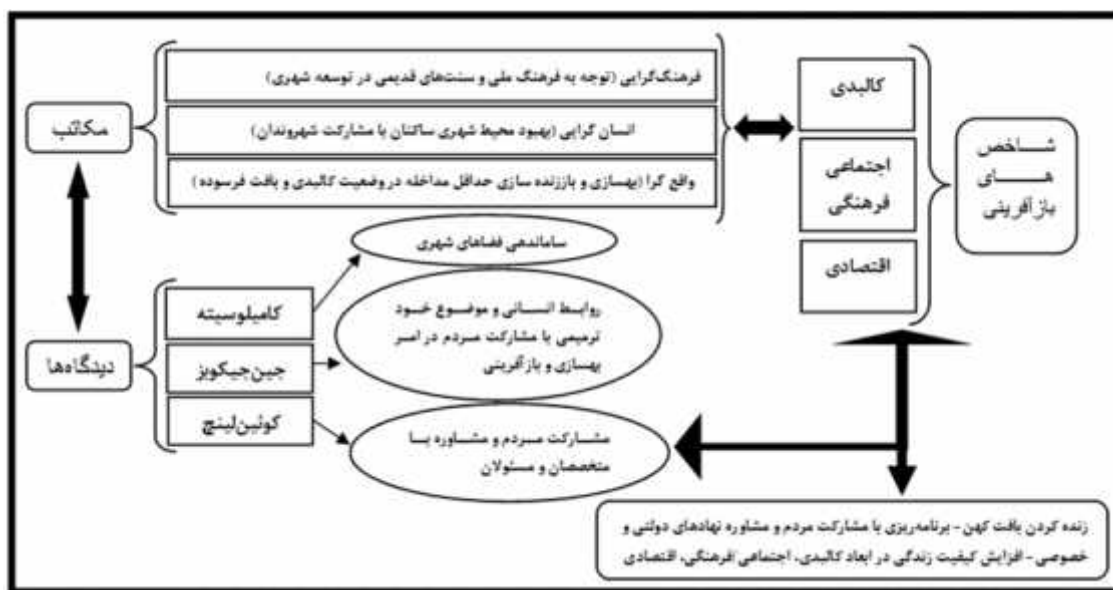 شاخص
های
بازآفرینی
کالبدی
اجتماعی
فرهنگی
اقتصادی
فرهنگ‌گرایی (توجه به فرهنگ ملی و سنت‌های قدیمی در توسعه شهری)
انسان گرایی (بهبود محیط شهری ساکنان با مشارکت شهروندان)
واقع گرا (بهسازی و باززنده سازی حداقل مداخله در وضعیت کالبدی و بافت فرسوده)
مکاتب
دیدگاه‌ها
کامیلوسیته
جین‌جیکوبز
کوئین‌لینچ
ساماندهی فضاهای شهری
روابط انسانی و موضوع خود
ترمیمی با مشارکت مردم در امر
بهسازی و بازآفرینی
مشارکت مردم و مشاوره با
متخصصان و مسئولان
زنده کردن بافت کهن - برنامه‌ریزی با مشارکت مردم و مشاوره نهادهای دولتی و
خصوصی - افزایش کیفیت زندگی در ابعاد کالبدی، اجتماعی/فرهنگی، اقتصادی